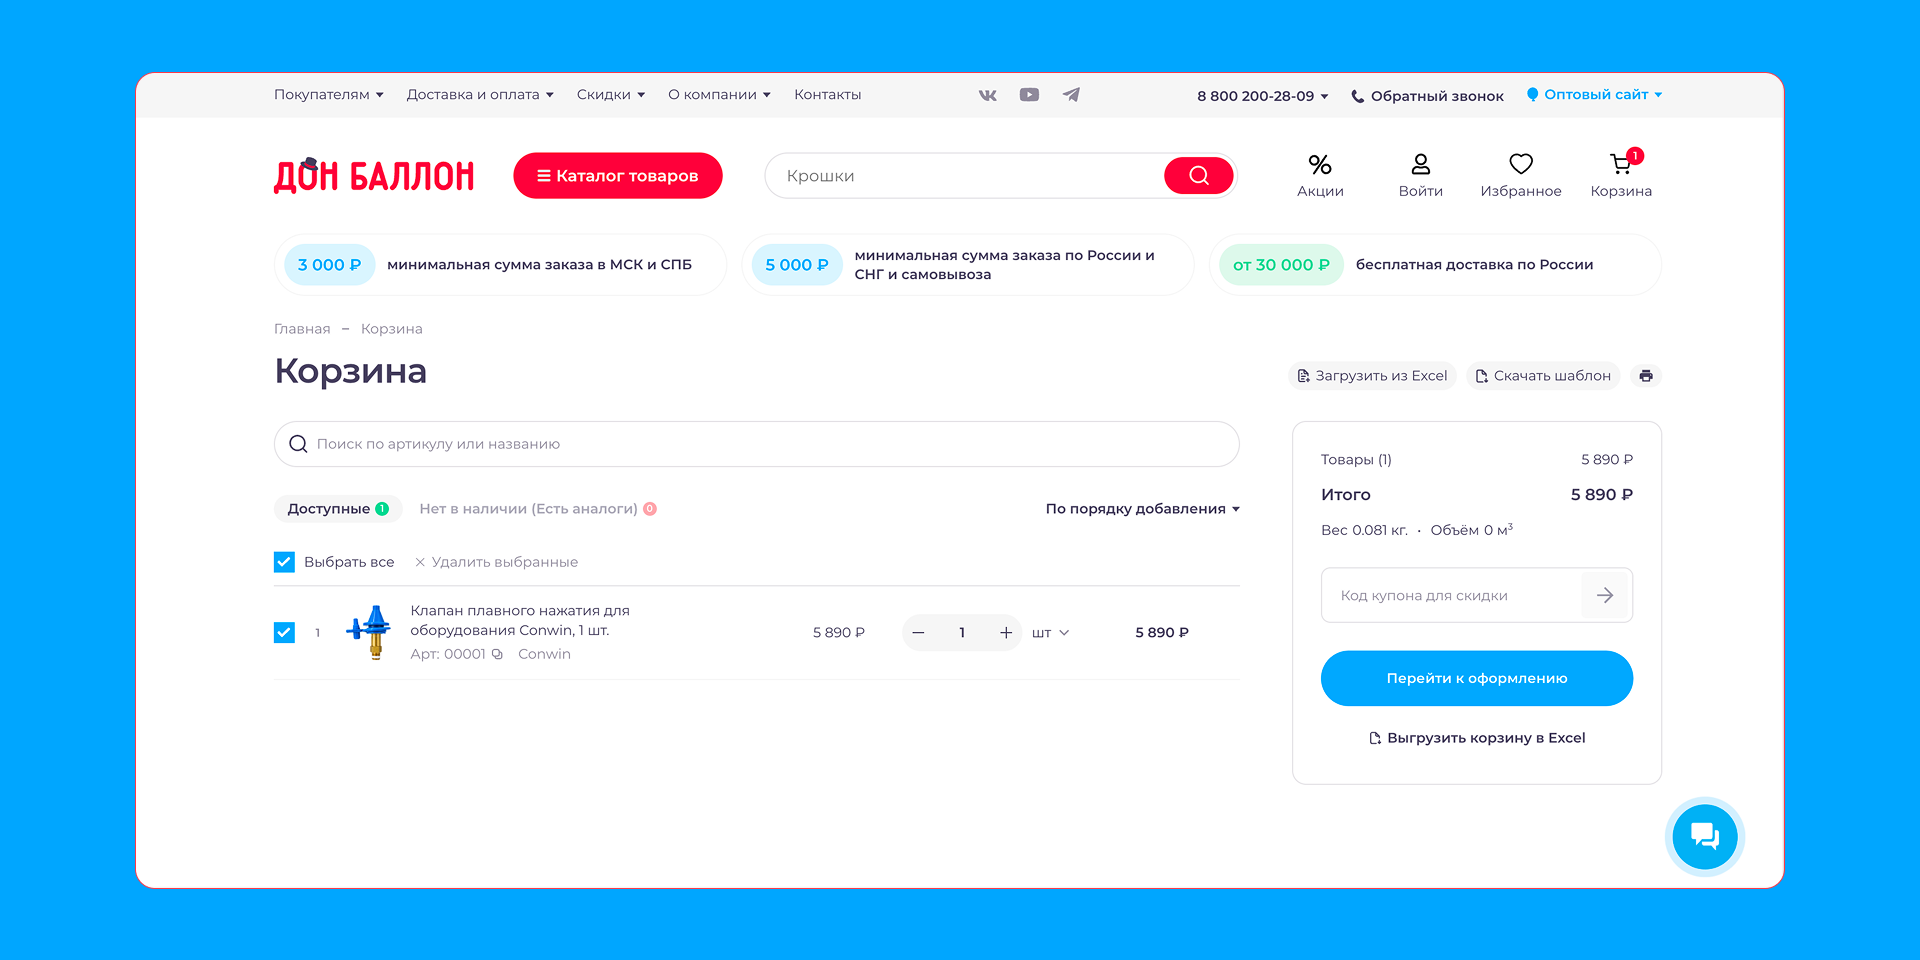 Покупателям Доставка и оплата Скидки О компании Контакты 8 800 200-28-09 Обратный звонок Оптовый сайт
ДОН БАЛЛОН
Каталог товаров
Крошки
Акции Войти Избранное Корзина
1
3 000 ₽ минимальная сумма заказа в МСК и СПБ
5 000 ₽ минимальная сумма заказа по России и
СНГ и самовывоза
от 30 000 ₽ бесплатная доставка по России
Главная – Корзина
Корзина
Загрузить из Excel Скачать шаблон
Поиск по артикулу или названию
Доступные 1 Нет в наличии (Есть аналоги) 0 По порядку добавления
Выбрать все Удалить выбранные
1 Клапан плавного нажатия для
оборудования Conwin, 1 шт.
Арт: 00001 Conwin
5 890 ₽ − 1 + шт 5 890 ₽
Товары (1) 5 890 ₽
Итого 5 890 ₽
Вес 0.081 кг. · Объём 0 м³
Код купона для скидки
Перейти к оформлению
Выгрузить корзину в Excel